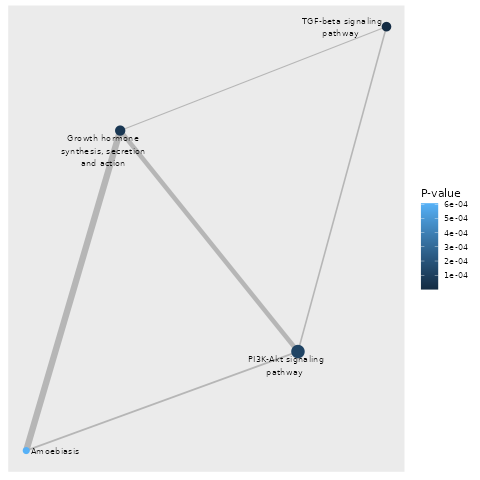 TGF-beta signaling
pathway
Growth hormone
synthesis, secretion
and action
P-value
6e-04
5e-04
4e-04
3e-04
2e-04
1e-04
PI3K-Akt signaling
pathway
Amoebiasis